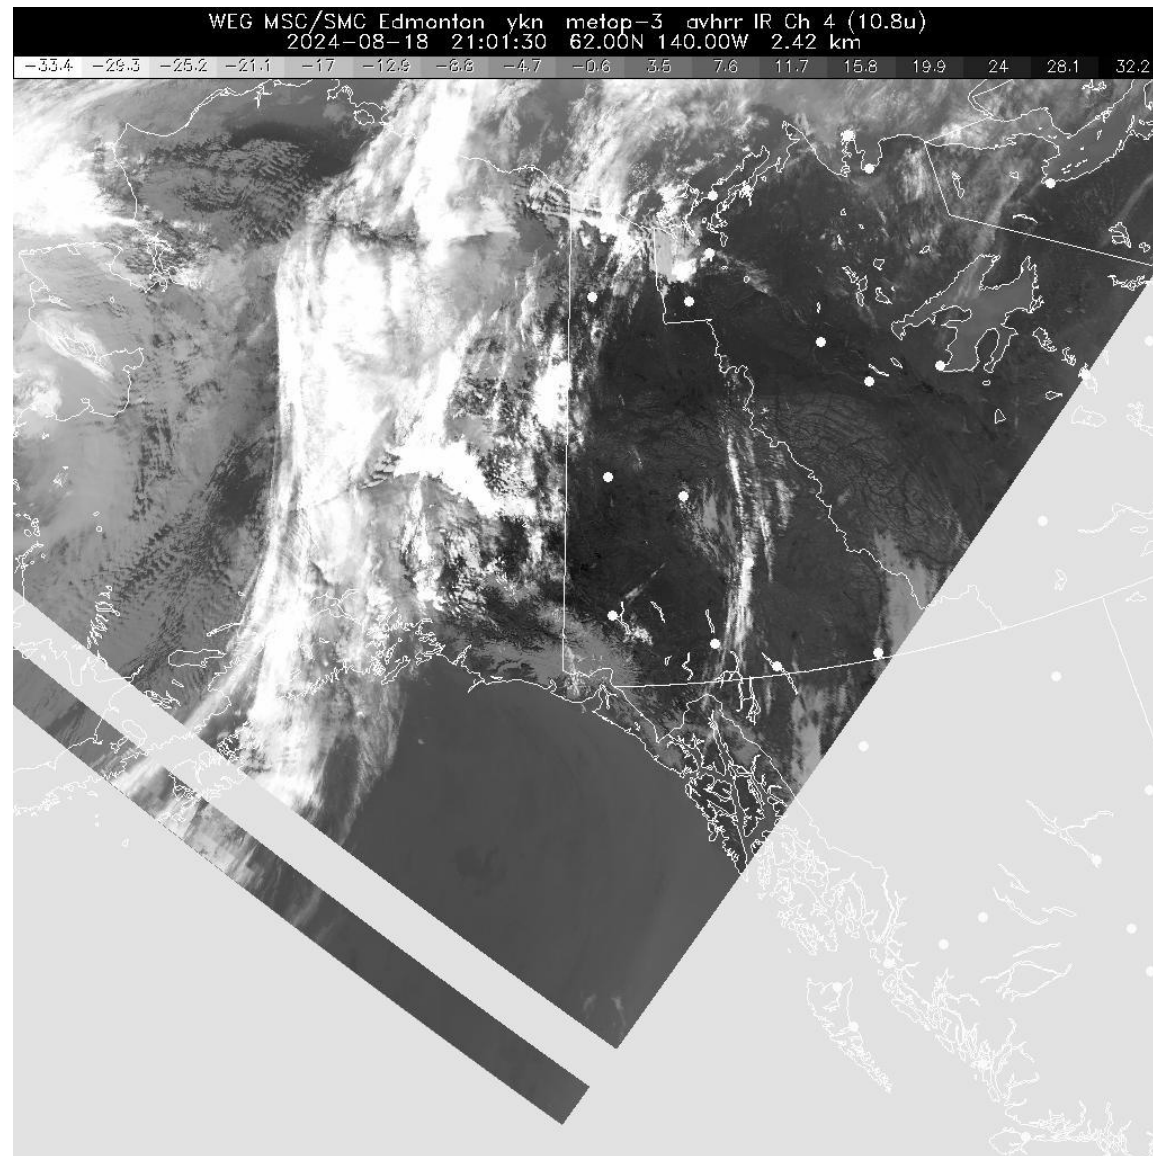 WEG MSC/SMC Edmonton ykn metop-3 avhrr IR Ch 4 (10.8u)
2024-08-18 21:01:30 62.00N 140.00W 2.42 km
-33.4 -29.3 -25.2 -21.1 -17 -12.9 -8.8 -4.7 -0.6 3.5 7.6 11.7 15.8 19.9 24 28.1 32.2